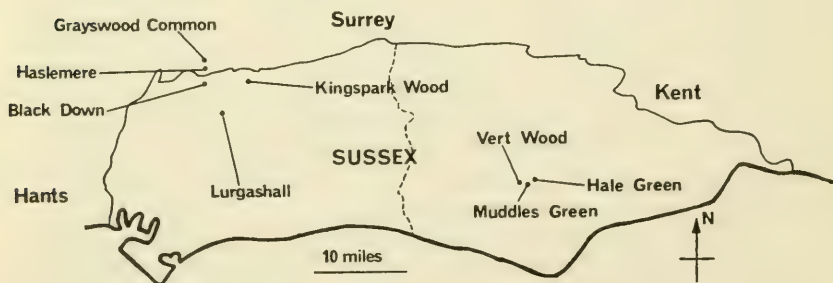 Surrey
Grayswood Common
Haslemere
Black Down
Kingspark Wood
Kent
Vert Wood
SUSSEX
Hants
Lurgashall
Hale Green
Muddles Green
N
10 miles